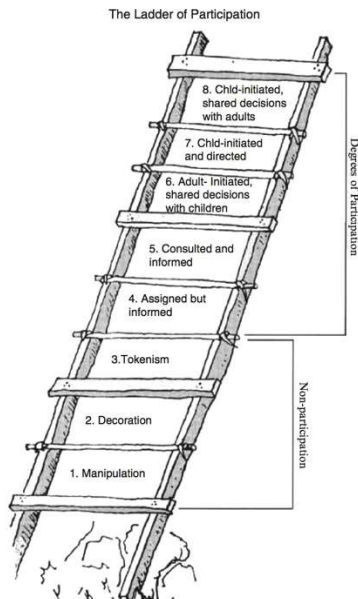 The Ladder of Participation
8. Chld-initiated,
shared decisions
with adults
7. Chld-initiated
and directed
6. Adult- Initiated,
shared decisions
with children
5. Consulted and
informed
4. Assigned but
informed
3.Tokenism
2. Decoration
1. Manipulation
Degrees of Participation
Non-participation